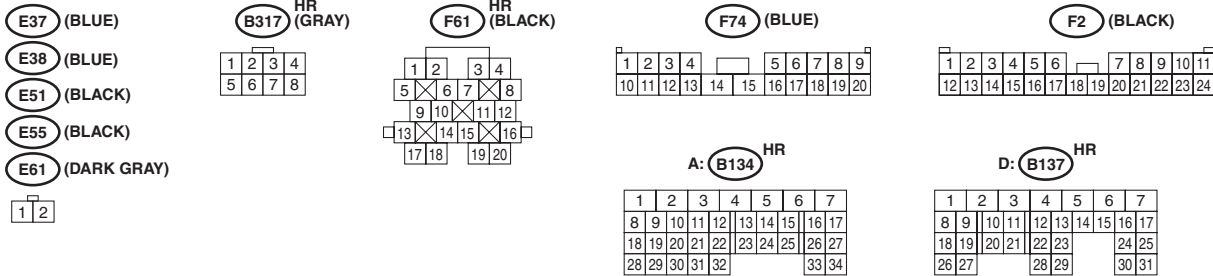 E37 (BLUE)
E38 (BLUE)
E51 (BLACK)
E55 (BLACK)
E61 (DARK GRAY)
1 2
B317 HR (GRAY)
1 2 3 4
5 6 7 8
F61 HR (BLACK)
1 2 3 4
5 6 7 8
9 10 11 12
13 14 15 16
17 18 19 20
F74 (BLUE)
1 2 3 4 5 6 7 8 9
10 11 12 13 14 15 16 17 18 19 20
F2 (BLACK)
1 2 3 4 5 6 7 8 9 10 11
12 13 14 15 16 17 18 19 20 21 22 23 24
A: B134 HR
1 2 3 4 5 6 7
8 9 10 11 12 13 14 15 16 17
18 19 20 21 22 23 24 25 26 27
28 29 30 31 32 33 34
D: B137 HR
1 2 3 4 5 6 7
8 9 10 11 12 13 14 15 16 17
18 19 20 21 22 23 24 25
26 27 28 29 30 31